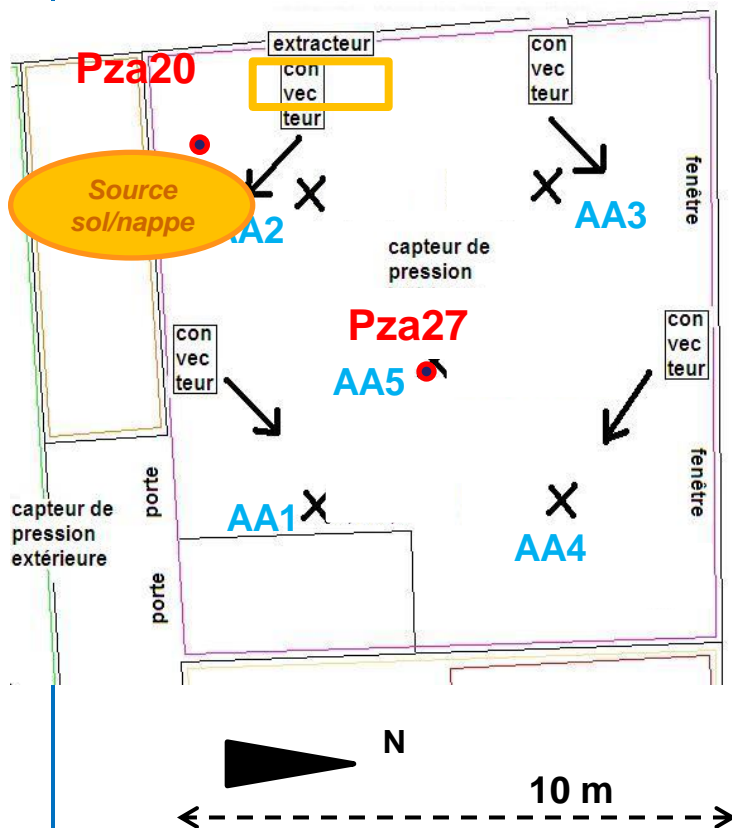 extracteur
Pza20
con
vec
teur
con
vec
teur
Source
sol/nappe
AA2
AA3
fenêtre
capteur de
pression
Pza27
con
vec
teur
con
vec
teur
AA5
fenêtre
porte
capteur de
pression
extérieure
AA1
AA4
porte
N
10 m